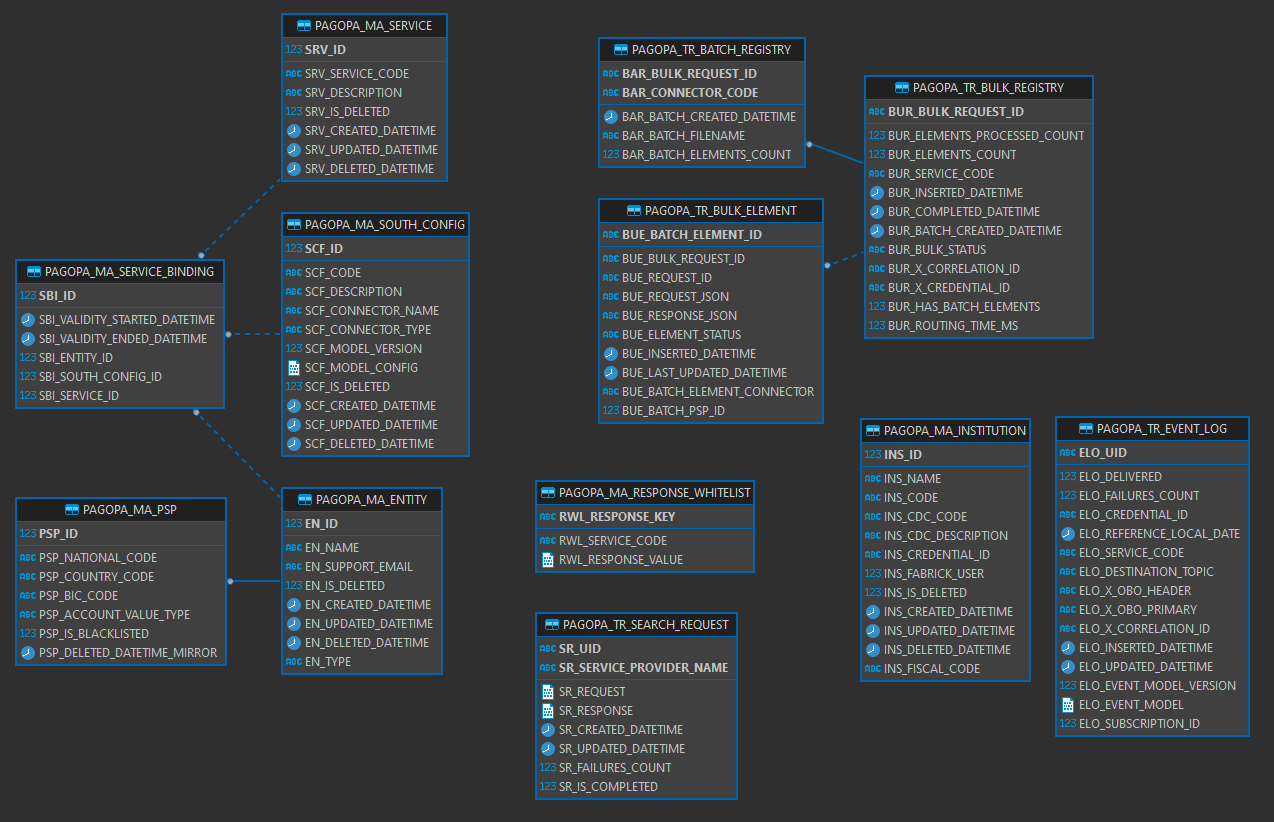 PAGOPA_MA_SERVICE
123 SRV_ID
ABC SRV_SERVICE_CODE
ABC SRV_DESCRIPTION
123 SRV_IS_DELETED
SRV_CREATED_DATETIME
SRV_UPDATED_DATETIME
SRV_DELETED_DATETIME
PAGOPA_MA_SOUTH_CONFIG
123 SCF_ID
ABC SCF_CODE
ABC SCF_DESCRIPTION
ABC SCF_CONNECTOR_NAME
ABC SCF_CONNECTOR_TYPE
123 SCF_MODEL_VERSION
SCF_MODEL_CONFIG
123 SCF_IS_DELETED
SCF_CREATED_DATETIME
SCF_UPDATED_DATETIME
SCF_DELETED_DATETIME
PAGOPA_MA_SERVICE_BINDING
123 SBI_ID
SBI_VALIDITY_STARTED_DATETIME
SBI_VALIDITY_ENDED_DATETIME
123 SBI_ENTITY_ID
123 SBI_SOUTH_CONFIG_ID
123 SBI_SERVICE_ID
PAGOPA_MA_PSP
123 PSP_ID
ABC PSP_NATIONAL_CODE
ABC PSP_COUNTRY_CODE
ABC PSP_BIC_CODE
ABC PSP_ACCOUNT_VALUE_TYPE
123 PSP_IS_BLACKLISTED
PSP_DELETED_DATETIME_MIRROR
PAGOPA_MA_ENTITY
123 EN_ID
ABC EN_NAME
ABC EN_SUPPORT_EMAIL
123 EN_IS_DELETED
EN_CREATED_DATETIME
EN_UPDATED_DATETIME
EN_DELETED_DATETIME
ABC EN_TYPE
PAGOPA_TR_BATCH_REGISTRY
ABC BAR_BULK_REQUEST_ID
ABC BAR_CONNECTOR_CODE
BAR_BATCH_CREATED_DATETIME
ABC BAR_BATCH_FILENAME
123 BAR_BATCH_ELEMENTS_COUNT
PAGOPA_TR_BULK_REGISTRY
ABC BUR_BULK_REQUEST_ID
123 BUR_ELEMENTS_PROCESSED_COUNT
123 BUR_ELEMENTS_COUNT
ABC BUR_SERVICE_CODE
BUR_INSERTED_DATETIME
BUR_COMPLETED_DATETIME
BUR_BATCH_CREATED_DATETIME
ABC BUR_BULK_STATUS
ABC BUR_X_CORRELATION_ID
ABC BUR_X_CREDENTIAL_ID
123 BUR_HAS_BATCH_ELEMENTS
123 BUR_ROUTING_TIME_MS
PAGOPA_TR_BULK_ELEMENT
ABC BUE_BATCH_ELEMENT_ID
ABC BUE_BULK_REQUEST_ID
ABC BUE_REQUEST_ID
ABC BUE_REQUEST_JSON
ABC BUE_RESPONSE_JSON
ABC BUE_ELEMENT_STATUS
BUE_INSERTED_DATETIME
BUE_LAST_UPDATED_DATETIME
ABC BUE_BATCH_ELEMENT_CONNECTOR
123 BUE_BATCH_PSP_ID
PAGOPA_MA_RESPONSE_WHITELIST
ABC RWL_RESPONSE_KEY
ABC RWL_SERVICE_CODE
RWL_RESPONSE_VALUE
PAGOPA_TR_SEARCH_REQUEST
ABC SR_UID
ABC SR_SERVICE_PROVIDER_NAME
SR_REQUEST
SR_RESPONSE
SR_CREATED_DATETIME
SR_UPDATED_DATETIME
123 SR_FAILURES_COUNT
123 SR_IS_COMPLETED
PAGOPA_MA_INSTITUTION
123 INS_ID
ABC INS_NAME
ABC INS_CODE
ABC INS_CDC_CODE
ABC INS_CDC_DESCRIPTION
ABC INS_CREDENTIAL_ID
123 INS_FABRICK_USER
123 INS_IS_DELETED
INS_CREATED_DATETIME
INS_UPDATED_DATETIME
INS_DELETED_DATETIME
ABC INS_FISCAL_CODE
PAGOPA_TR_EVENT_LOG
ABC ELO_UID
123 ELO_DELIVERED
123 ELO_FAILURES_COUNT
ABC ELO_CREDENTIAL_ID
ELO_REFERENCE_LOCAL_DATE
ABC ELO_SERVICE_CODE
ABC ELO_DESTINATION_TOPIC
ABC ELO_X_OBO_HEADER
ABC ELO_X_OBO_PRIMARY
ABC ELO_X_CORRELATION_ID
ELO_INSERTED_DATETIME
ELO_UPDATED_DATETIME
123 ELO_EVENT_MODEL_VERSION
ELO_EVENT_MODEL
123 ELO_SUBSCRIPTION_ID